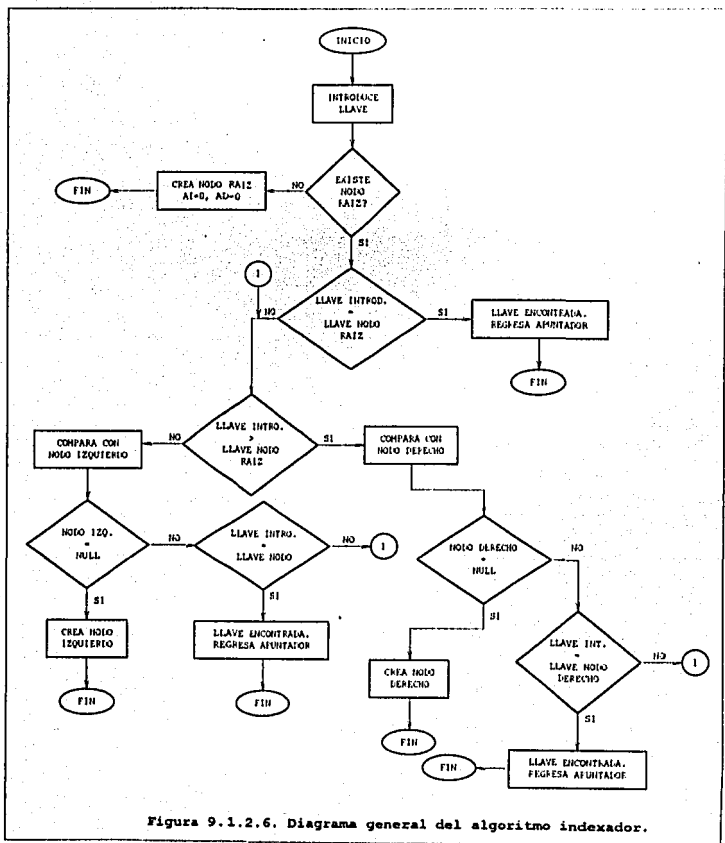 INICIO
INTRODUCE
LLAVE
EXISTE
NODO
RAIZ?
NO
CREA NODO RAIZ
AI=0, AD=0
FIN
SI
1
LLAVE INTROD.
=
LLAVE NODO
RAIZ
NO
SI
LLAVE ENCONTRADA.
REGRESA APUNTADOR
FIN
LLAVE INTRO.
>
LLAVE NODO
RAIZ
NO
SI
COMPARA CON
NODO IZQUIERDO
COMPARA CON
NODO DERECHO
NODO IZQ.
=
NULL
NO
LLAVE INTRO.
=
LLAVE NODO
NO
1
NODO DERECHO
=
NULL
NO
SI
CREA NODO
IZQUIERDO
FIN
SI
LLAVE ENCONTRADA.
REGRESA APUNTADOR
FIN
SI
CREA NODO
DERECHO
FIN
LLAVE INT.
=
LLAVE NODO
DERECHO
NO
1
SI
LLAVE ENCONTRADA.
REGRESA APUNTADOR
FIN
Figura 9.1.2.6. Diagrama general del algoritmo indexador.